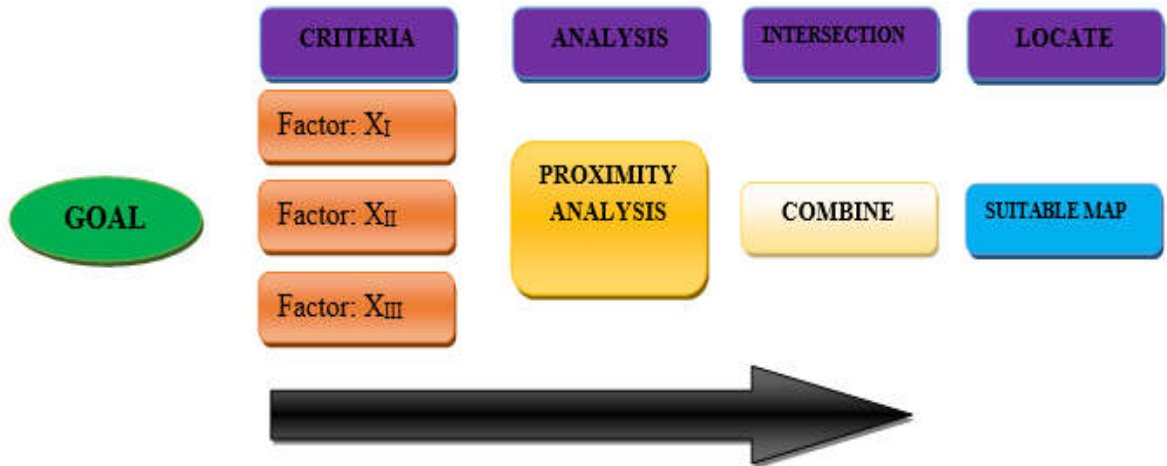 CRITERIA
ANALYSIS
INTERSECTION
LOCATE
GOAL
Factor: XI
Factor: XII
Factor: XIII
PROXIMITY
ANALYSIS
COMBINE
SUITABLE MAP